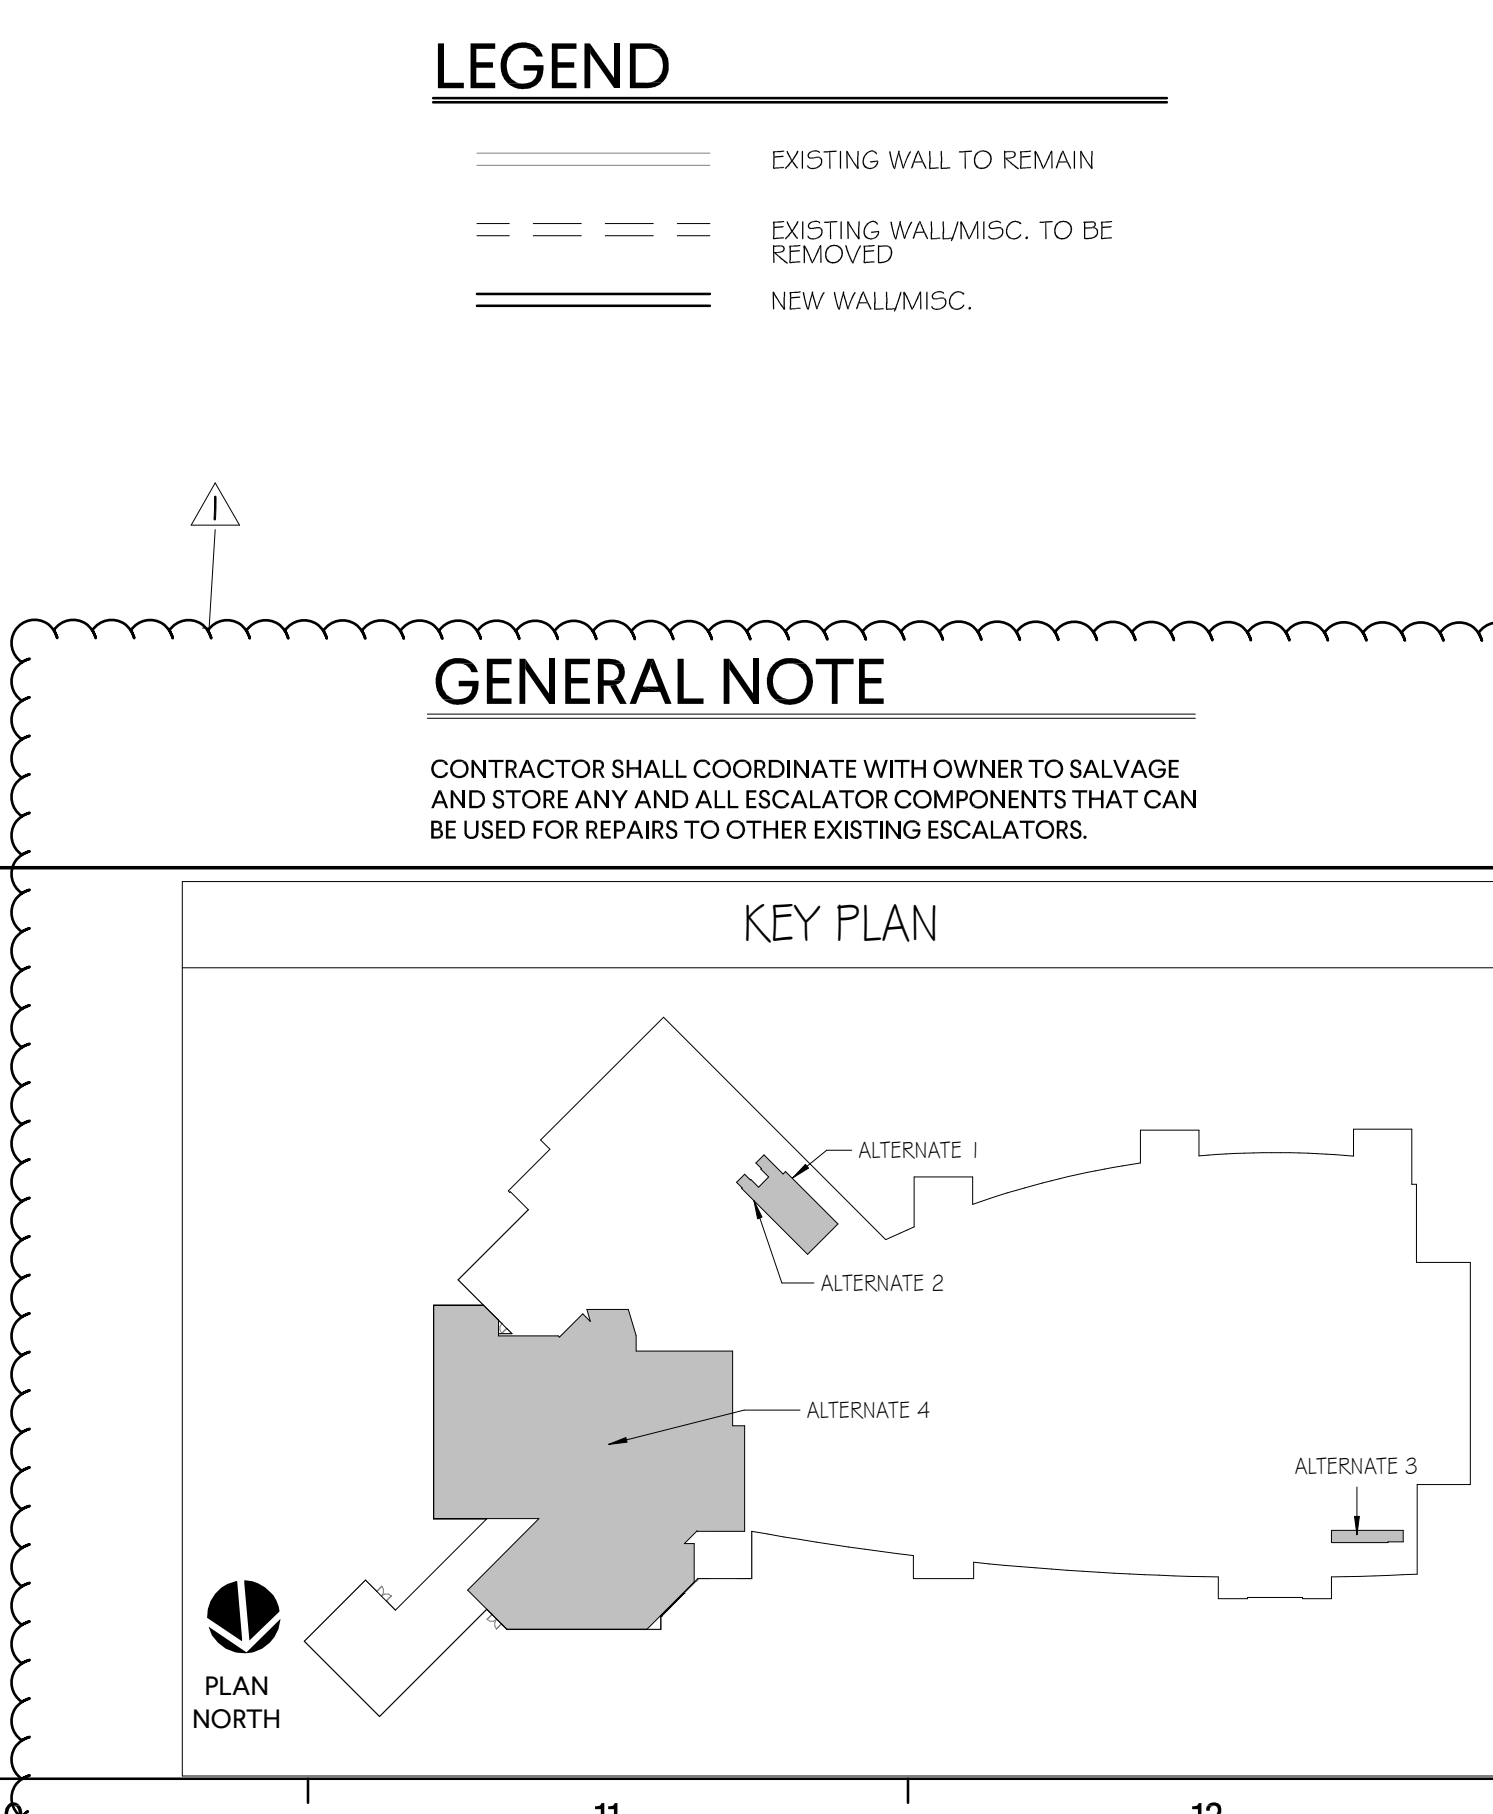 LEGEND
EXISTING WALL TO REMAIN
EXISTING WALL/MISC. TO BE
REMOVED
NEW WALL/MISC.
1
GENERAL NOTE
CONTRACTOR SHALL COORDINATE WITH OWNER TO SALVAGE
AND STORE ANY AND ALL ESCALATOR COMPONENTS THAT CAN
BE USED FOR REPAIRS TO OTHER EXISTING ESCALATORS.
KEY PLAN
ALTERNATE 1
ALTERNATE 2
ALTERNATE 4
ALTERNATE 3
PLAN
NORTH
11
12